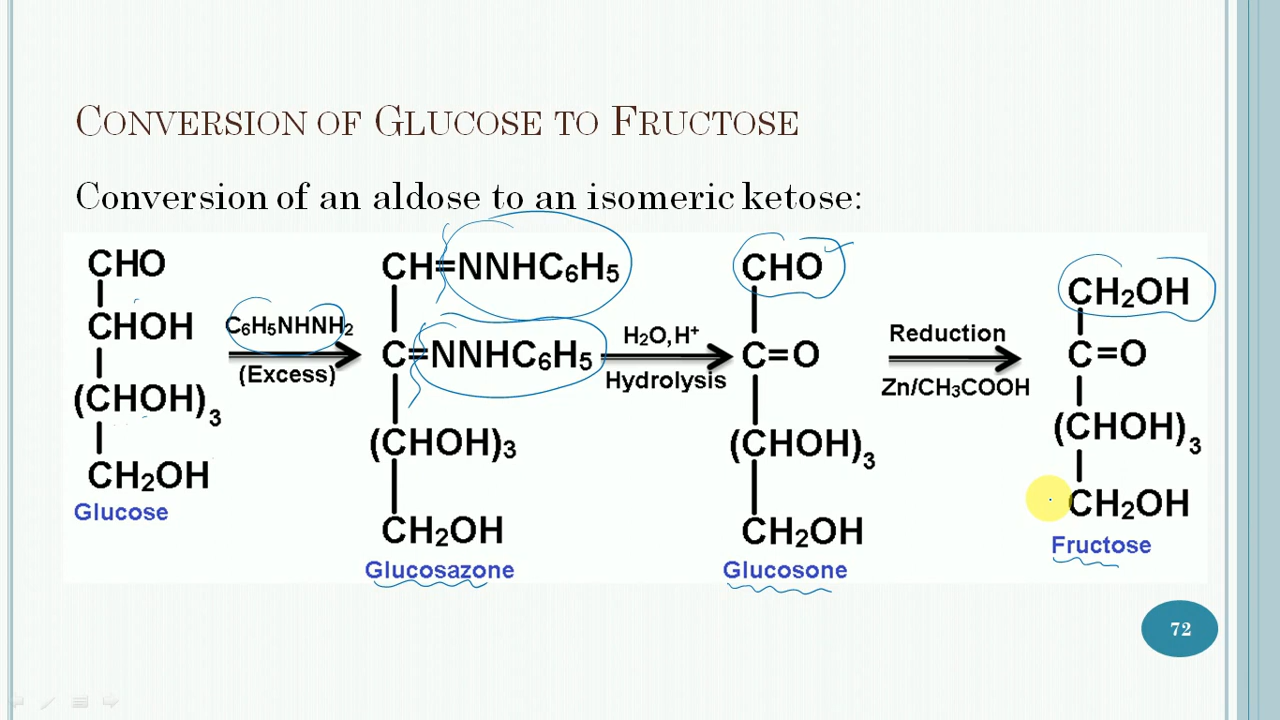 CONVERSION OF GLUCOSE TO FRUCTOSE
Conversion of an aldose to an isomeric ketose:
CHO
CHOH
(CHOH)₃
CH₂OH
Glucose
C₆H₅NHNH₂
(Excess)
CH=NNHC₆H₅
C=NNHC₆H₅
(CHOH)₃
CH₂OH
Glucosazone
H₂O,H⁺
Hydrolysis
CHO
C=O
(CHOH)₃
CH₂OH
Glucosone
Reduction
Zn/CH₃COOH
CH₂OH
C=O
(CHOH)₃
CH₂OH
Fructose
72